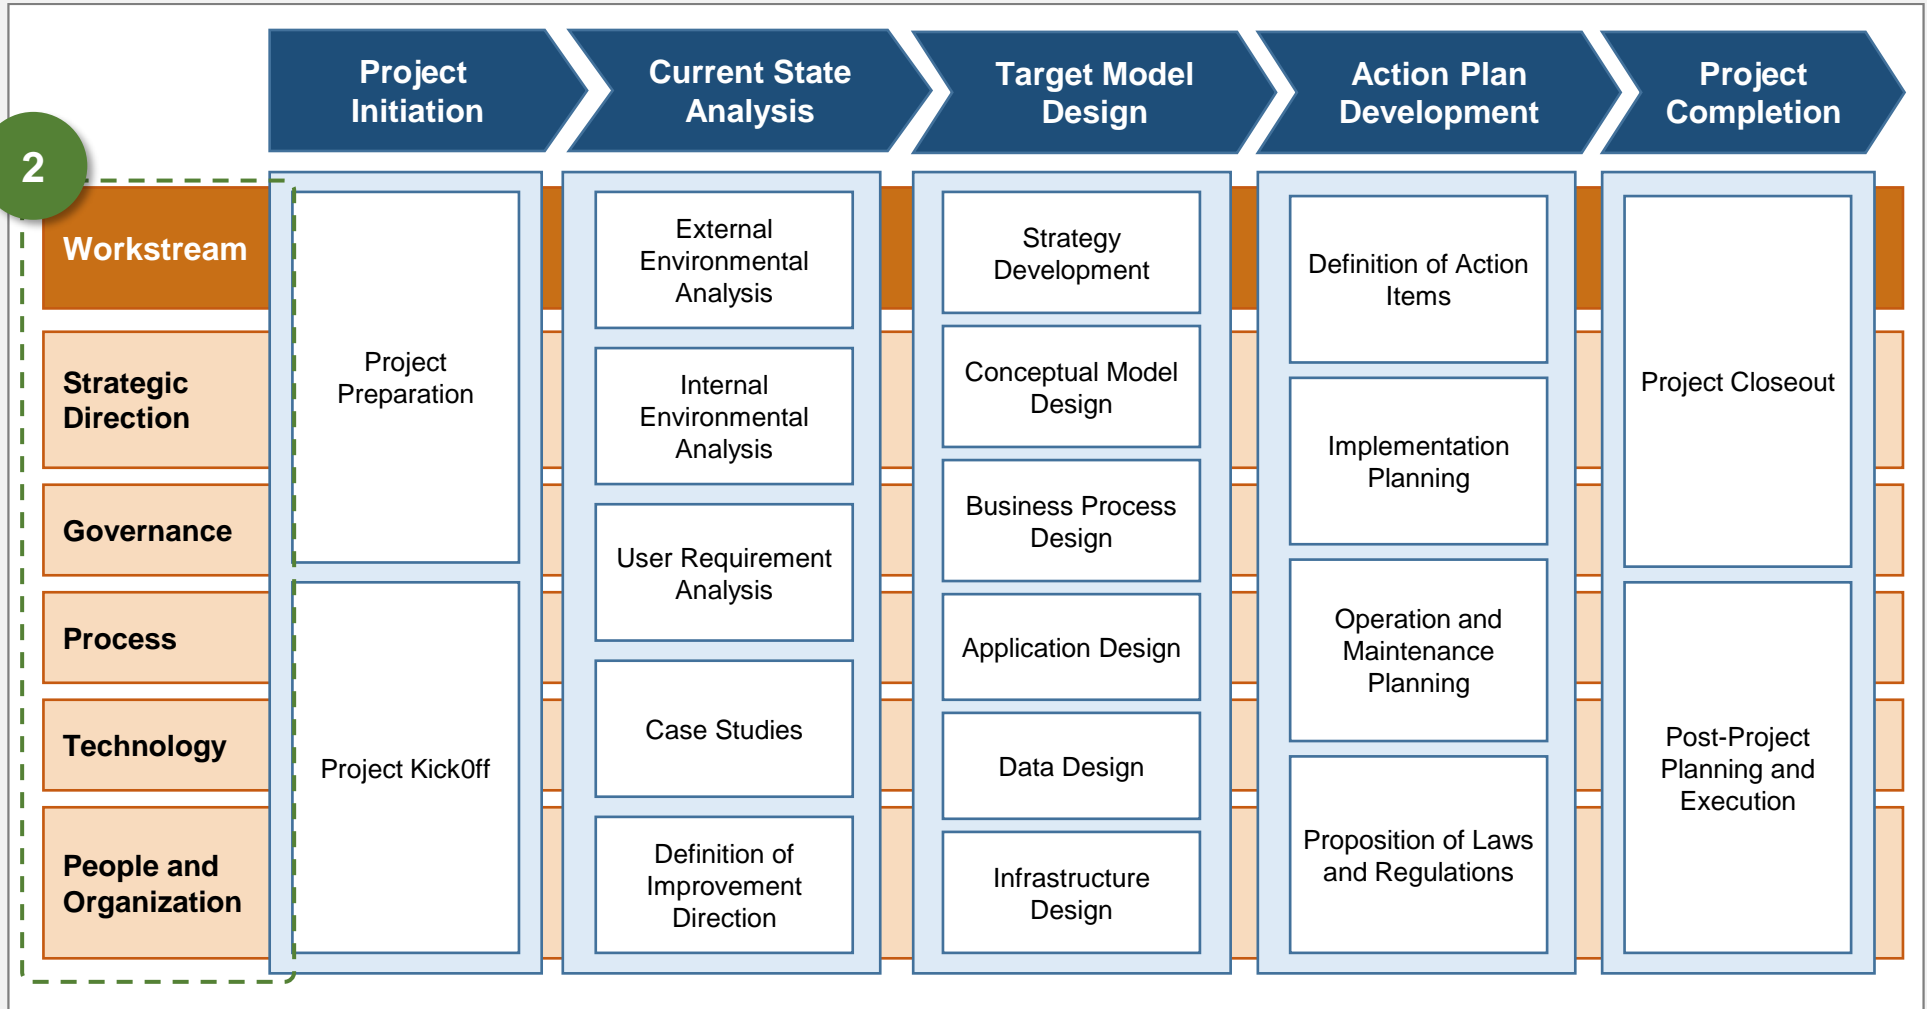 Project
Initiation
Current State
Analysis
Target Model
Design
Action Plan
Development
Project
Completion
2
Workstream
Strategic
Direction
Governance
Process
Technology
People and
Organization
Project
Preparation
Project Kick0ff
External
Environmental
Analysis
Internal
Environmental
Analysis
User Requirement
Analysis
Case Studies
Definition of
Improvement
Direction
Strategy
Development
Conceptual Model
Design
Business Process
Design
Application Design
Data Design
Infrastructure
Design
Definition of Action
Items
Implementation
Planning
Operation and
Maintenance
Planning
Proposition of Laws
and Regulations
Project Closeout
Post-Project
Planning and
Execution